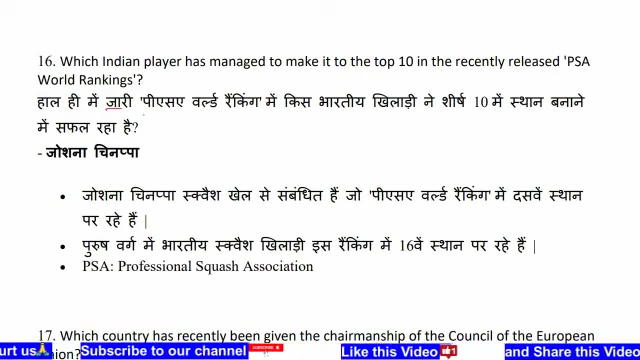 16. Which Indian player has managed to make it to the top 10 in the recently released 'PSA
World Rankings'?
हाल ही में जारी 'पीएसए वर्ल्ड रैंकिंग' में किस भारतीय खिलाड़ी ने शीर्ष 10 में स्थान बनाने
में सफल रहा है?
- जोशना चिनप्पा
• जोशना चिनप्पा स्क्वैश खेल से संबंधित हैं जो 'पीएसए वर्ल्ड रैंकिंग' में दसवें स्थान
पर रहे हैं |
• पुरुष वर्ग में भारतीय स्क्वैश खिलाड़ी इस रैंकिंग में 16वें स्थान पर रहे हैं |
• PSA: Professional Squash Association
17. Which country has recently been given the chairmanship of the Council of the European
Union?
urt us Subscribe to our channel Like this Video and Share this Video